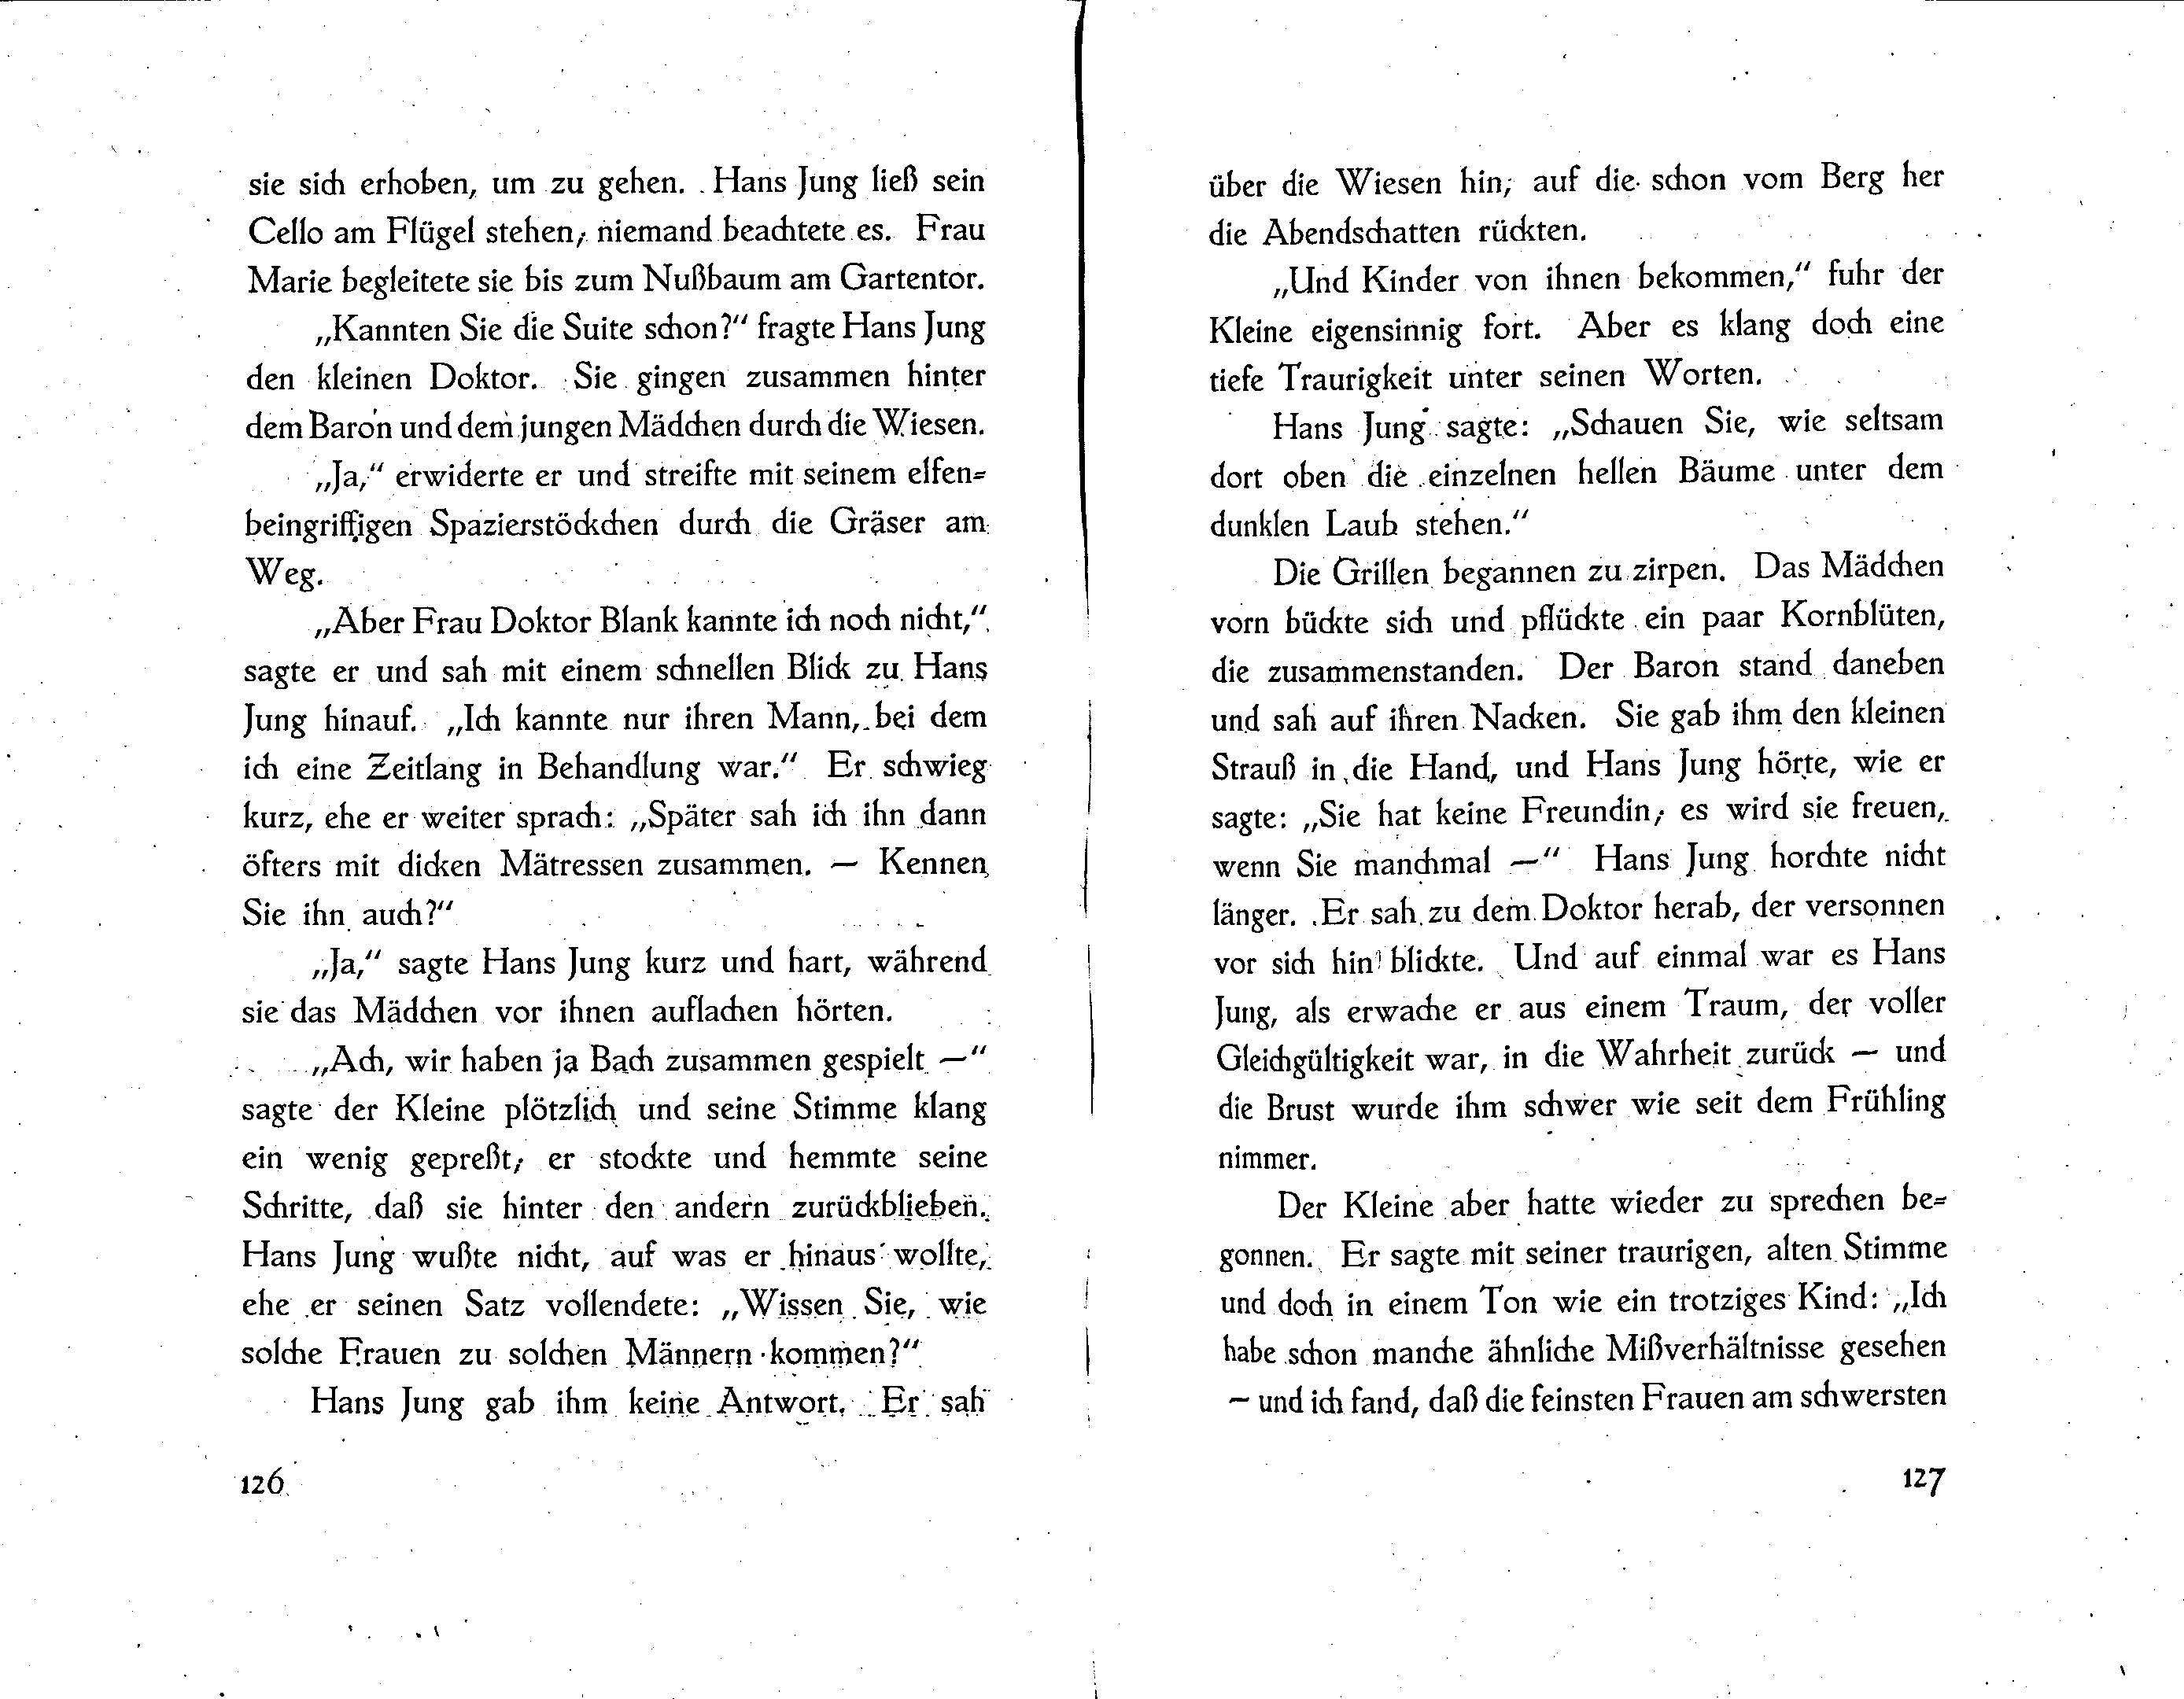 sie sich erhoben, um zu gehen. Hans Jung ließ sein
Cello am Flügel stehen; niemand beachtete es. Frau
Marie begleitete sie bis zum Nußbaum am Gartentor.
„Kannten Sie die Suite schon?“ fragte Hans Jung
den kleinen Doktor. Sie gingen zusammen hinter
dem Baron und dem jungen Mädchen durch die Wiesen.
„Ja,“ erwiderte er und streifte mit seinem elfen=
beingriffigen Spazierstöckchen durch die Gräser am
Weg.
„Aber Frau Doktor Blank kannte ich noch nicht,“
sagte er und sah mit einem schnellen Blick zu Hans
Jung hinauf. „Ich kannte nur ihren Mann, bei dem
ich eine Zeitlang in Behandlung war.“ Er schwieg
kurz, ehe er weiter sprach: „Später sah ich ihn dann
öfters mit dicken Mätressen zusammen. — Kennen
Sie ihn auch?“
„Ja,“ sagte Hans Jung kurz und hart, während
sie das Mädchen vor ihnen auflachen hörten.
„Ach, wir haben ja Bach zusammen gespielt —“
sagte der Kleine plötzlich und seine Stimme klang
ein wenig gepreßt; er stockte und hemmte seine
Schritte, daß sie hinter den andern zurückblieben.
Hans Jung wußte nicht, auf was er hinaus wollte,
ehe er seinen Satz vollendete: „Wissen Sie, wie
solche Frauen zu solchen Männern kommen?“
Hans Jung gab ihm keine Antwort. Er sah
126
über die Wiesen hin; auf die schon vom Berg her
die Abendschatten rückten.
„Und Kinder von ihnen bekommen,“ fuhr der
Kleine eigensinnig fort. Aber es klang doch eine
tiefe Traurigkeit unter seinen Worten.
Hans Jung sagte: „Schauen Sie, wie seltsam
dort oben die einzelnen hellen Bäume unter dem
dunklen Laub stehen.“
Die Grillen begannen zu zirpen. Das Mädchen
vorn bückte sich und pflückte ein paar Kornblüten,
die zusammenstanden. Der Baron stand daneben
und sah auf ihren Nacken. Sie gab ihm den kleinen
Strauß in die Hand, und Hans Jung hörte, wie er
sagte: „Sie hat keine Freundin; es wird sie freuen,
wenn Sie manchmal —“ Hans Jung horchte nicht
länger. Er sah zu dem Doktor herab, der versonnen
vor sich hin blickte. Und auf einmal war es Hans
Jung, als erwache er aus einem Traum, der voller
Gleichgültigkeit war, in die Wahrheit zurück — und
die Brust wurde ihm schwer wie seit dem Frühling
nimmer.
Der Kleine aber hatte wieder zu sprechen be=
gonnen. Er sagte mit seiner traurigen, alten Stimme
und doch in einem Ton wie ein trotziges Kind: „Ich
habe schon manche ähnliche Mißverhältnisse gesehen
— und ich fand, daß die feinsten Frauen am schwersten
127